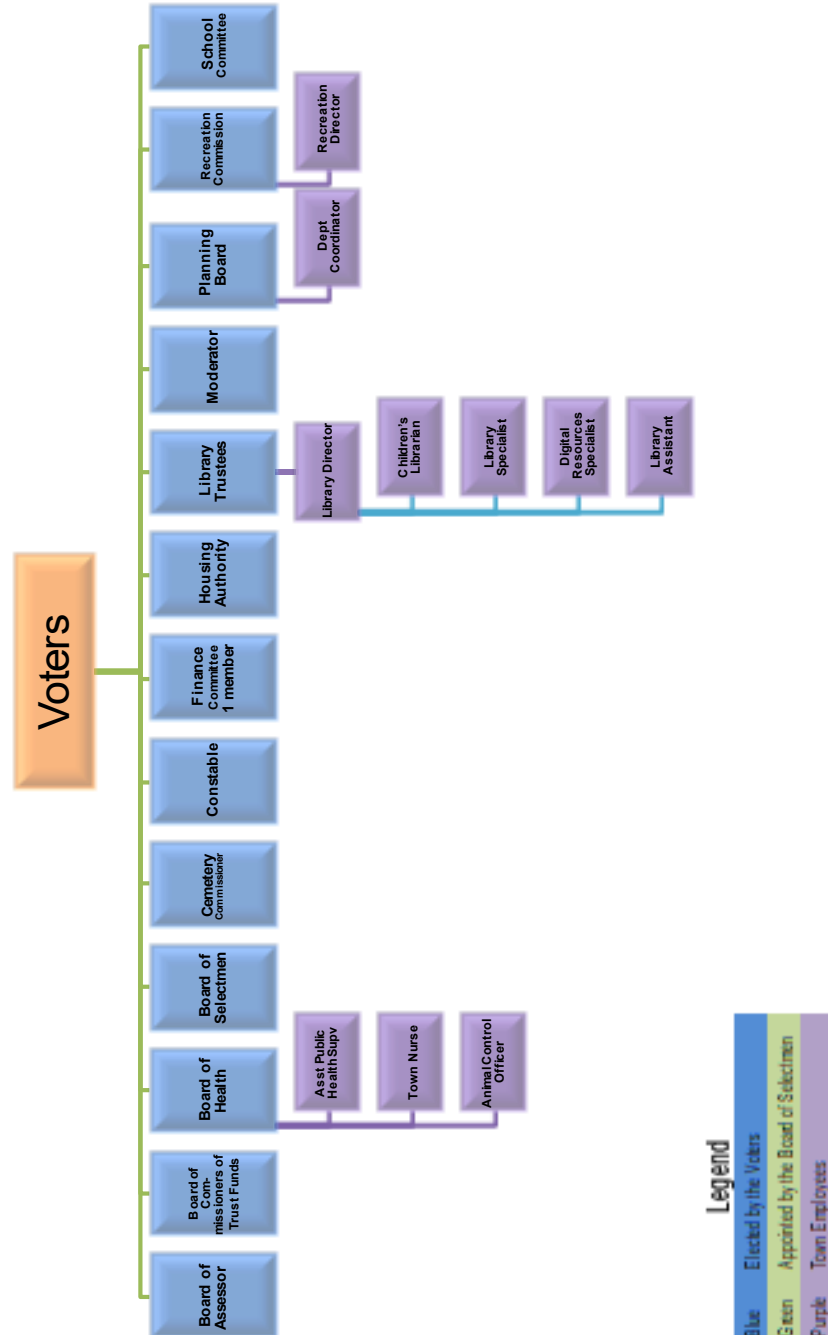 Voters
Board of
Assessor
Board of
Com-
missioners of
Trust Funds
Board of
Health
Board of
Selectmen
Cemetery
Commissioner
Constable
Finance
Committee
1 member
Housing
Authority
Library
Trustees
Moderator
Planning
Board
Recreation
Commission
School
Committee
Asst Public
Health Supv
Town Nurse
Animal Control
Officer
Library Director
Children's
Librarian
Library
Specialist
Digital
Resources
Specialist
Library
Assistant
Dept
Coordinator
Recreation
Director
Legend
Blue Elected by the Voters
Green Appointed by the Board of Selectmen
Purple Town Employees